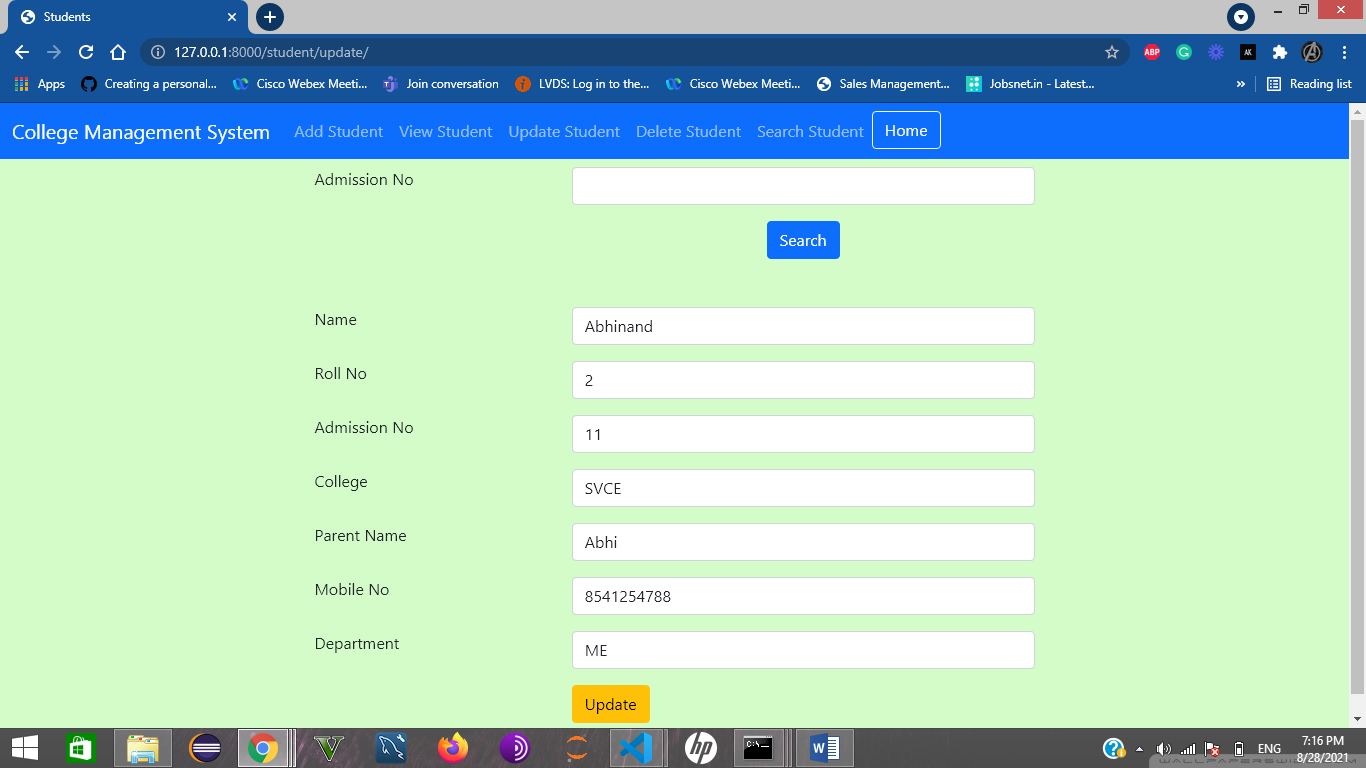 Students
127.0.0.1:8000/student/update/
ABP
AK
Apps Creating a personal... Cisco Webex Meeti... Join conversation LVDS: Log in to the... Cisco Webex Meeti... Sales Management... Jobsnet.in - Latest... » Reading list
College Management System Add Student View Student Update Student Delete Student Search Student Home
Admission No
Search
Name Abhinand
Roll No 2
Admission No 11
College SVCE
Parent Name Abhi
Mobile No 8541254788
Department ME
Update
ENG
7:16 PM
8/28/2021